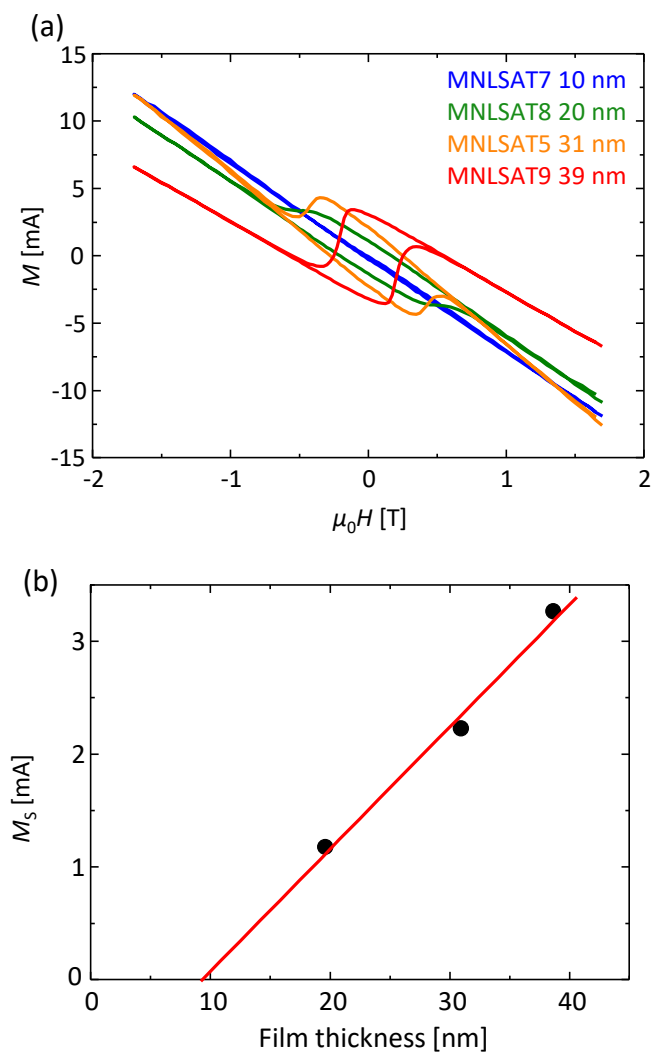 (a)
15
10
5
0
-5
-10
-15
M [mA]
MNLSAT7 10 nm
MNLSAT8 20 nm
MNLSAT5 31 nm
MNLSAT9 39 nm
-2 -1 0 1 2
μ₀H [T]
(b)
3
2
1
0
Mₛ [mA]
0 10 20 30 40
Film thickness [nm]